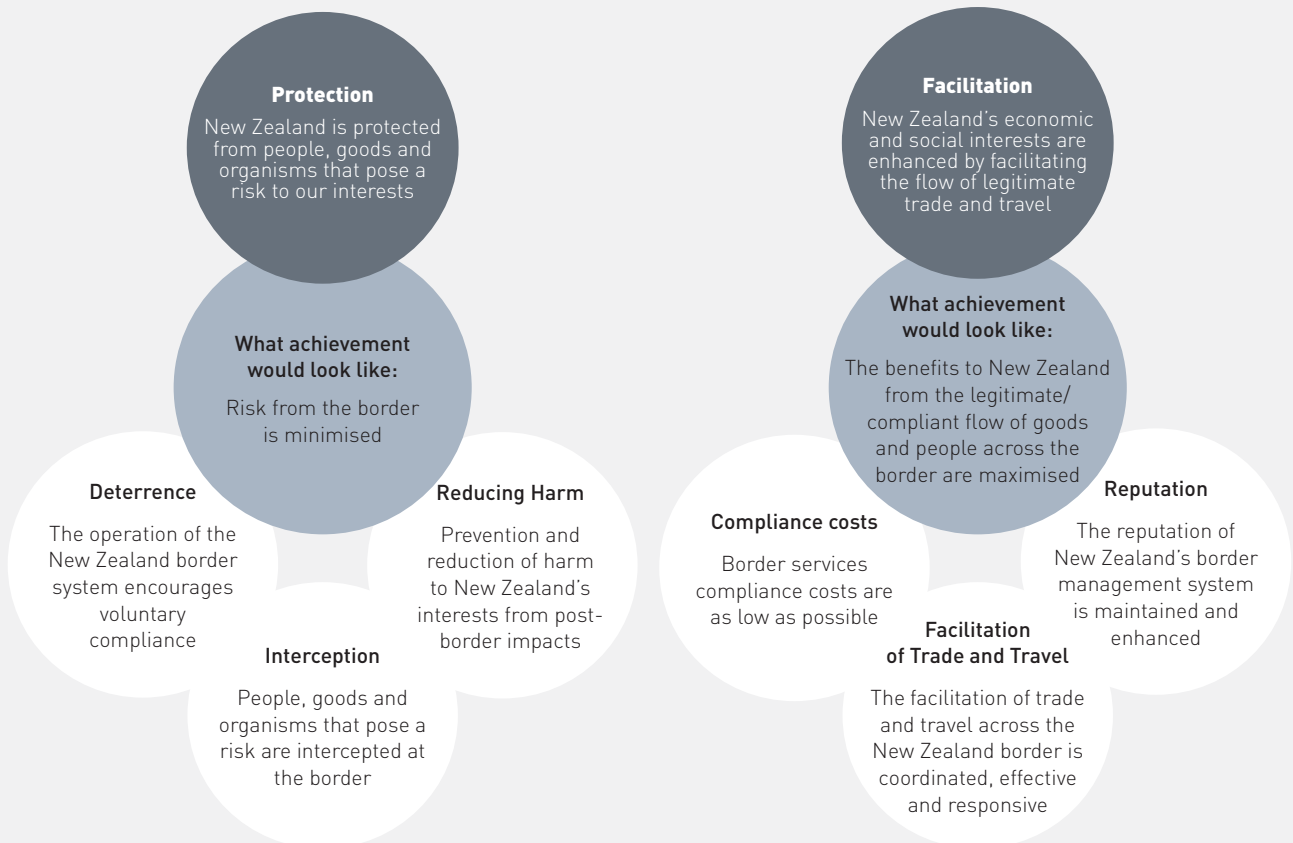 Protection
New Zealand is protected
from people, goods and
organisms that pose a
risk to our interests
What achievement
would look like:
Risk from the border
is minimised
Deterrence
The operation of the
New Zealand border
system encourages
voluntary
compliance
Interception
People, goods and
organisms that pose a
risk are intercepted at
the border
Reducing Harm
Prevention and
reduction of harm
to New Zealand’s
interests from post-
border impacts
Facilitation
New Zealand’s economic
and social interests are
enhanced by facilitating
the flow of legitimate
trade and travel
What achievement
would look like:
The benefits to New Zealand
from the legitimate/
compliant flow of goods
and people across the
border are maximised
Compliance costs
Border services
compliance costs are
as low as possible
Facilitation
of Trade and Travel
The facilitation of trade
and travel across the
New Zealand border is
coordinated, effective
and responsive
Reputation
The reputation of
New Zealand’s border
management system
is maintained and
enhanced